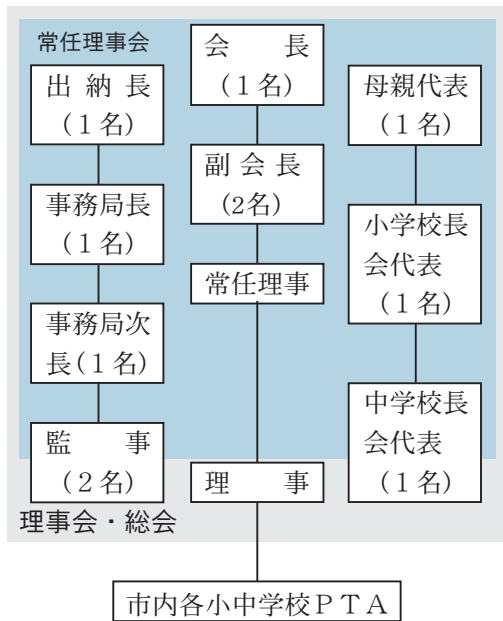 常任理事会
出納長
(1名)
事務局長
(1名)
事務局次
長(1名)
監事
(2名)
会長
(1名)
副会長
(2名)
常任理事
理事
母親代表
(1名)
小学校長
会代表
(1名)
中学校長
会代表
(1名)
理事会・総会
市内各小中学校PTA